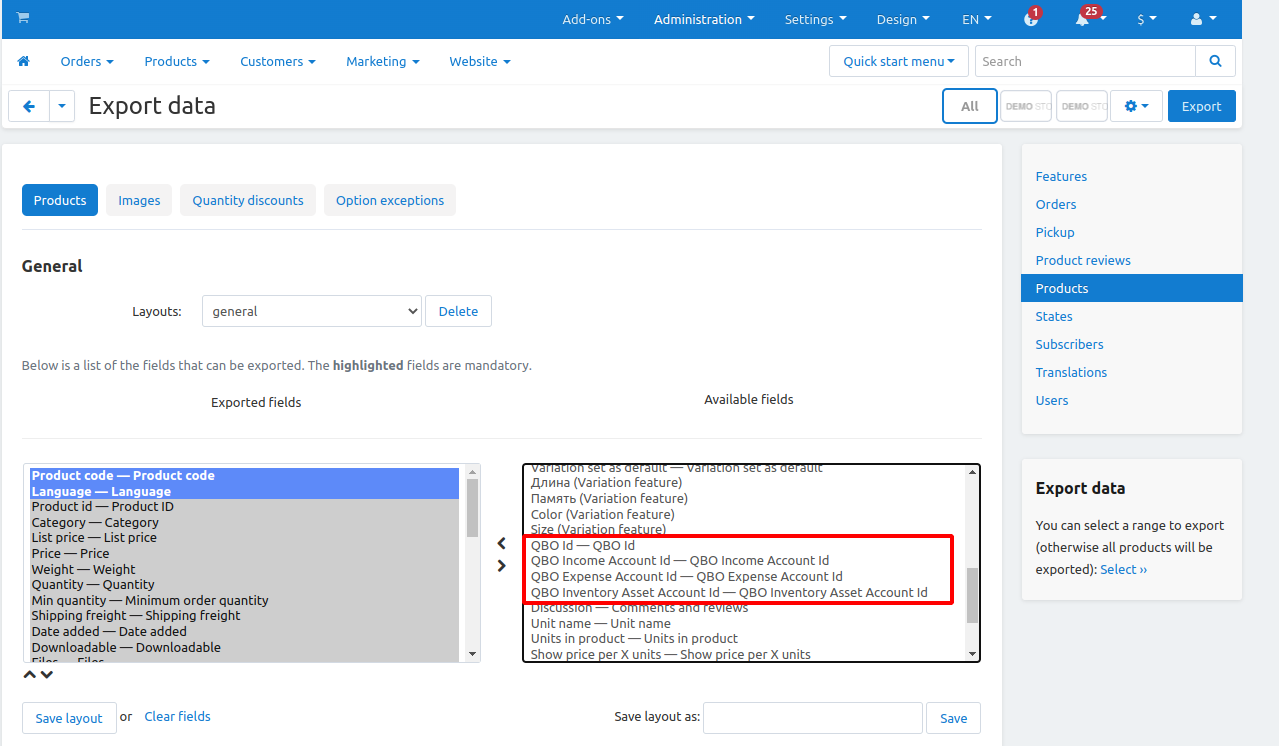 Add-ons Administration Settings Design EN 1 25 $
Orders Products Customers Marketing Website Quick start menu Search
Export data All DEMO STO DEMO STO Export
Products Images Quantity discounts Option exceptions
General
Layouts: general Delete
Below is a list of the fields that can be exported. The highlighted fields are mandatory.
Exported fields
Product code — Product code
Language — Language
Product id — Product ID
Category — Category
List price — List price
Price — Price
Weight — Weight
Quantity — Quantity
Min quantity — Minimum order quantity
Shipping freight — Shipping freight
Date added — Date added
Downloadable — Downloadable
Files — Files
Available fields
Variation set as default — Variation set as default
Длина (Variation feature)
Память (Variation feature)
Color (Variation feature)
Size (Variation feature)
QBO Id — QBO Id
QBO Income Account Id — QBO Income Account Id
QBO Expense Account Id — QBO Expense Account Id
QBO Inventory Asset Account Id — QBO Inventory Asset Account Id
Discussion — Comments and reviews
Unit name — Unit name
Units in product — Units in product
Show price per X units — Show price per X units
Save layout or Clear fields Save layout as: Save
Features
Orders
Pickup
Product reviews
Products
States
Subscribers
Translations
Users
Export data
You can select a range to export
(otherwise all products will be
exported): Select ››